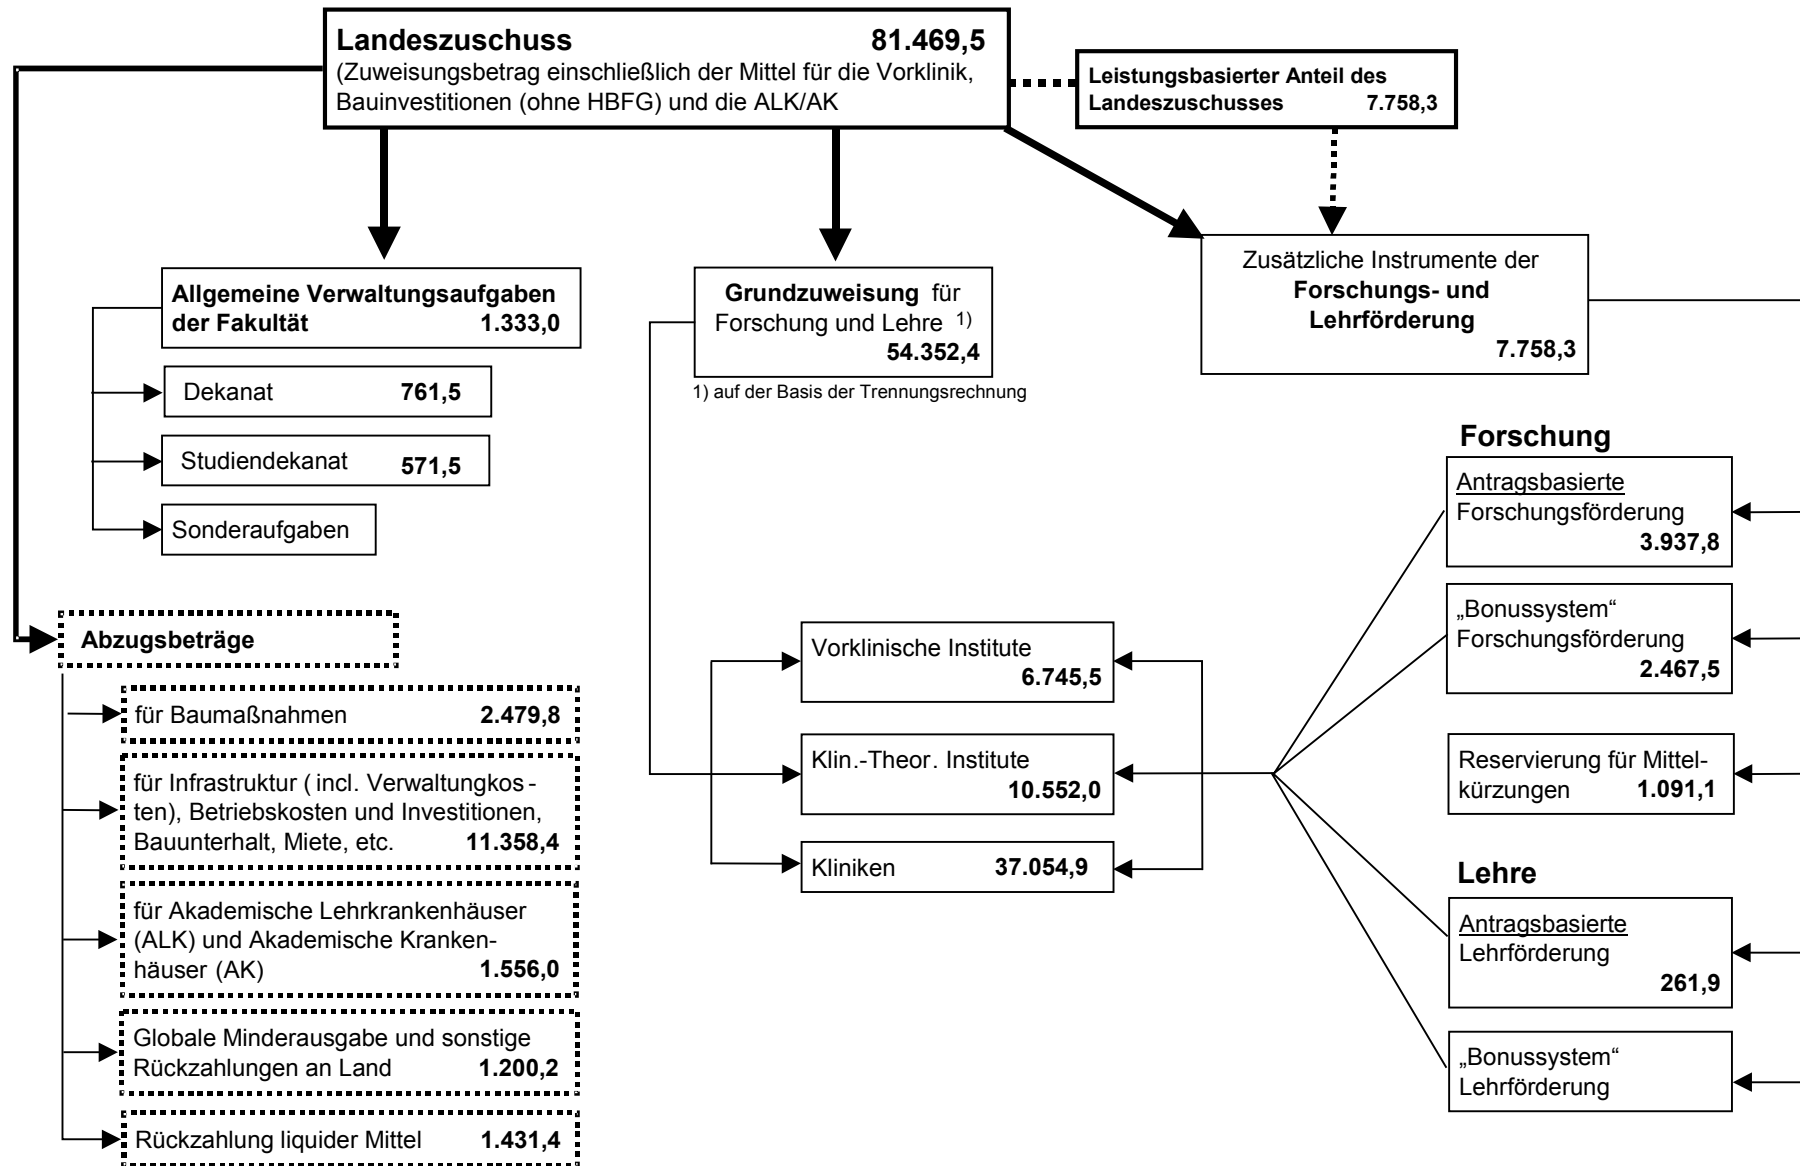 Landeszuschuss 81.469,5
(Zuweisungsbetrag einschließlich der Mittel für die Vorklinik,
Bauinvestitionen (ohne HBFG) und die ALK/AK
Leistungsbasierter Anteil des
Landeszuschusses 7.758,3
Allgemeine Verwaltungsaufgaben
der Fakultät 1.333,0
Dekanat 761,5
Studiendekanat 571,5
Sonderaufgaben
Grundzuweisung für
Forschung und Lehre 1)
54.352,4
1) auf der Basis der Trennungsrechnung
Zusätzliche Instrumente der
Forschungs- und
Lehrförderung
7.758,3
Abzugsbeträge
für Baumaßnahmen 2.479,8
für Infrastruktur ( incl. Verwaltungkos -
ten), Betriebskosten und Investitionen,
Bauunterhalt, Miete, etc. 11.358,4
für Akademische Lehrkrankenhäuser
(ALK) und Akademische Kranken-
häuser (AK) 1.556,0
Globale Minderausgabe und sonstige
Rückzahlungen an Land 1.200,2
Rückzahlung liquider Mittel 1.431,4
Vorklinische Institute
6.745,5
Klin.-Theor. Institute
10.552,0
Kliniken 37.054,9
Forschung
Antragsbasierte
Forschungsförderung
3.937,8
„Bonussystem“
Forschungsförderung
2.467,5
Reservierung für Mittel-
kürzungen 1.091,1
Lehre
Antragsbasierte
Lehrförderung
261,9
„Bonussystem“
Lehrförderung